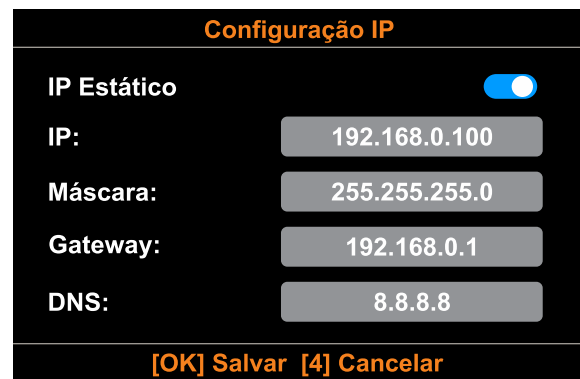 Configuração IP
IP Estático
IP: 192.168.0.100
Máscara: 255.255.255.0
Gateway: 192.168.0.1
DNS: 8.8.8.8
[OK] Salvar [4] Cancelar